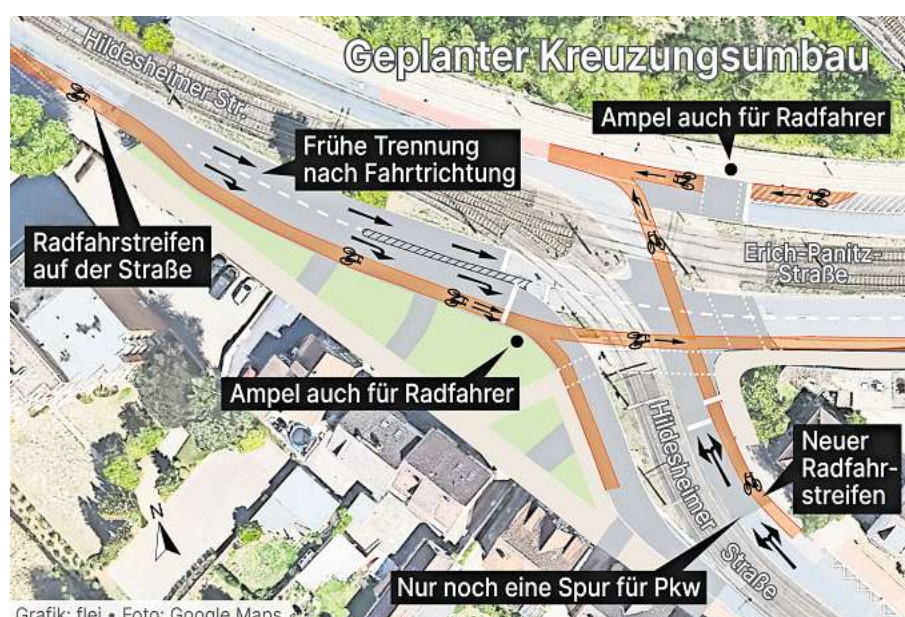 Geplanter Kreuzungsumbau
Hildesheimer Str.
Ampel auch für Radfahrer
Frühe Trennung
nach Fahrtrichtung
Radfahrstreifen
auf der Straße
Erich-Panitz-
Straße
Ampel auch für Radfahrer
Hildesheimer
Straße
Neuer
Radfahr-
streifen
N
Nur noch eine Spur für Pkw
Grafik: flei • Foto: Google Maps